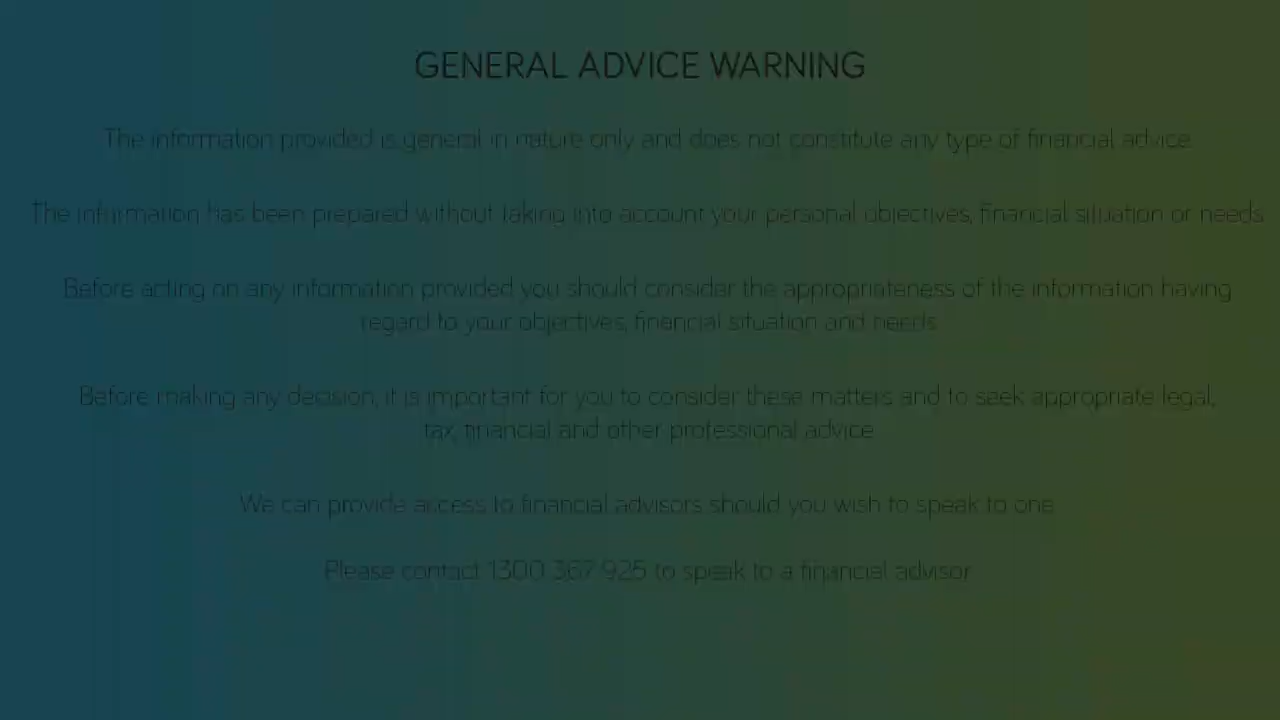 GENERAL ADVICE WARNING
The information provided is general in nature only and does not constitute any type of financial advice.
The information has been prepared without taking into account your personal objectives, financial situation or needs.
Before acting on any information provided you should consider the appropriateness of the information having
regard to your objectives, financial situation and needs.
Before making any decision, it is important for you to consider these matters and to seek appropriate legal,
tax, financial and other professional advice.
We can provide access to financial advisors should you wish to speak to one.
Please contact 1300 367 925 to speak to a financial advisor.